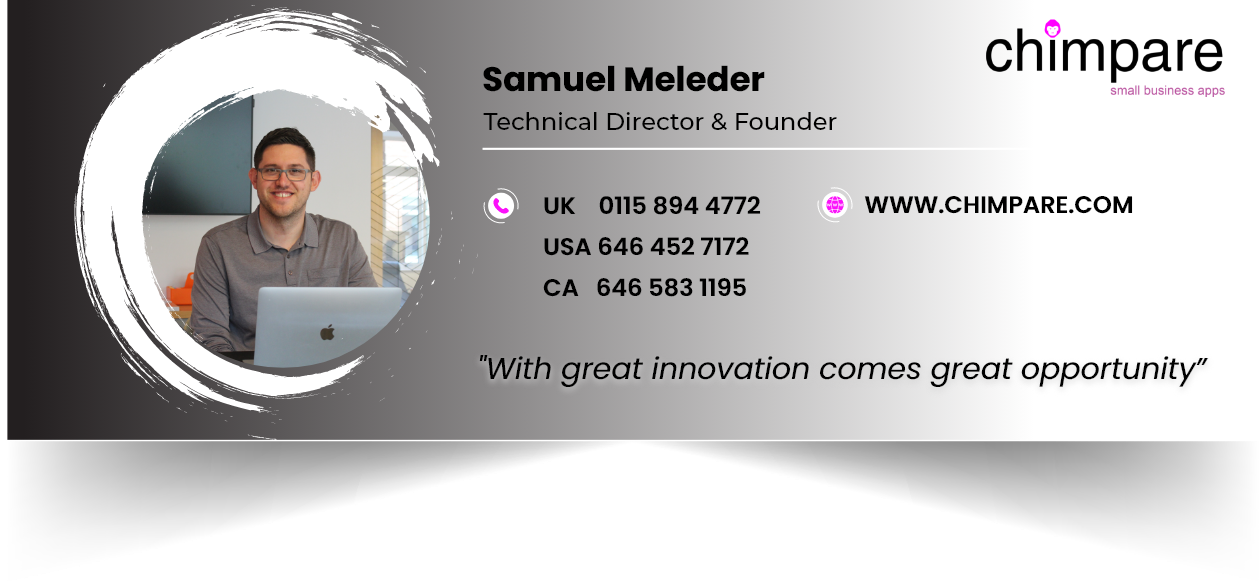 chimpare
small business apps
Samuel Meleder
Technical Director & Founder
UK 0115 894 4772
USA 646 452 7172
CA 646 583 1195
WWW.CHIMPARE.COM
"With great innovation comes great opportunity”